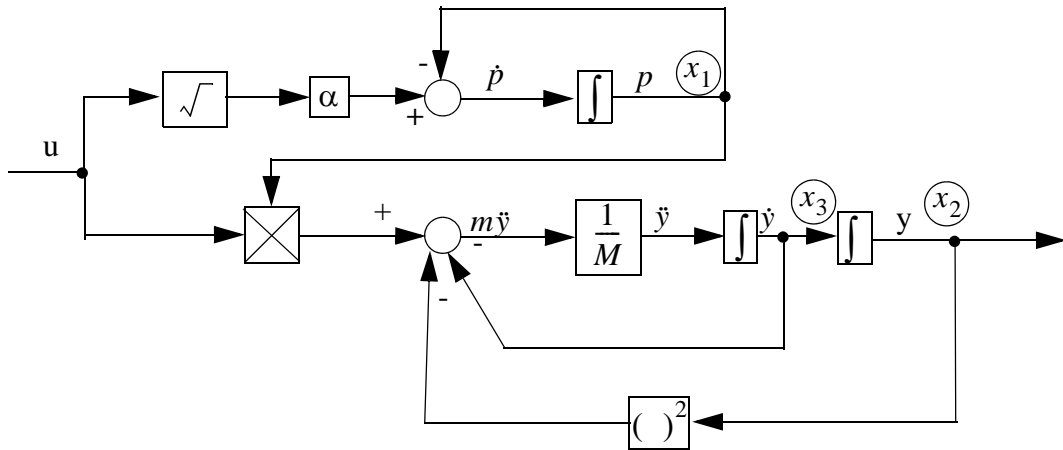 - ṗ p x₁
√ α ∫
+
u
+ mÿ 1/M ÿ ∫ ẏ x₃ ∫ y x₂
-
-
( )²